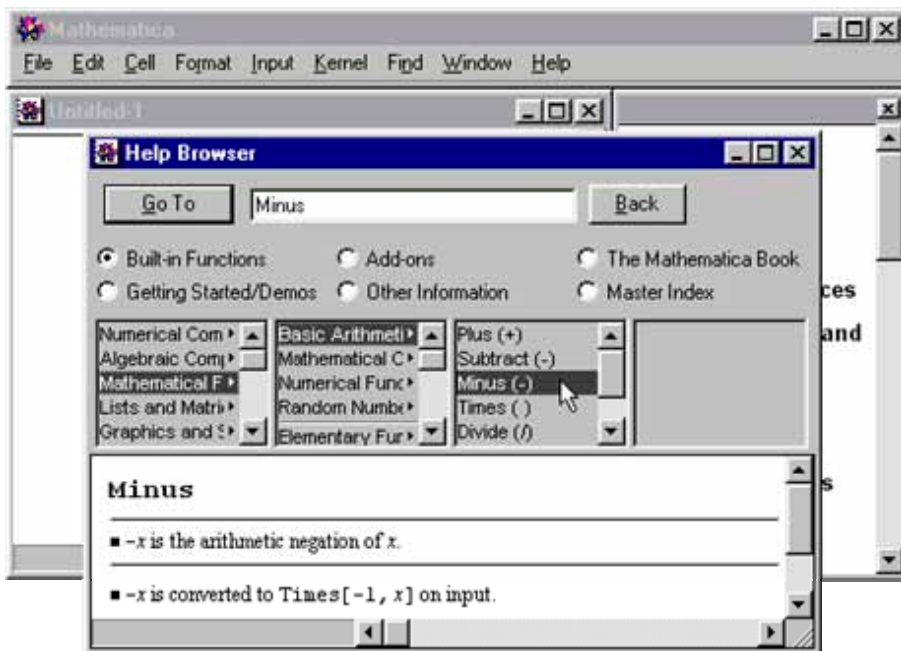 Mathematica
File Edit Cell Format Input Kernel Find Window Help
Untitled-1
Help Browser
Go To Minus Back
Built-in Functions Add-ons The Mathematica Book
Getting Started/Demos Other Information Master Index
ces
and
Numerical Com Basic Arithmeti Plus (+)
Algebraic Comp Mathematical C Subtract (-)
Mathematical F Numerical Func Minus (-)
Lists and Matri Random Numbe Times ( )
Graphics and S Elementary Fur Divide (/)
s
Minus
-x is the arithmetic negation of x.
-x is converted to Times[-1, x] on input.